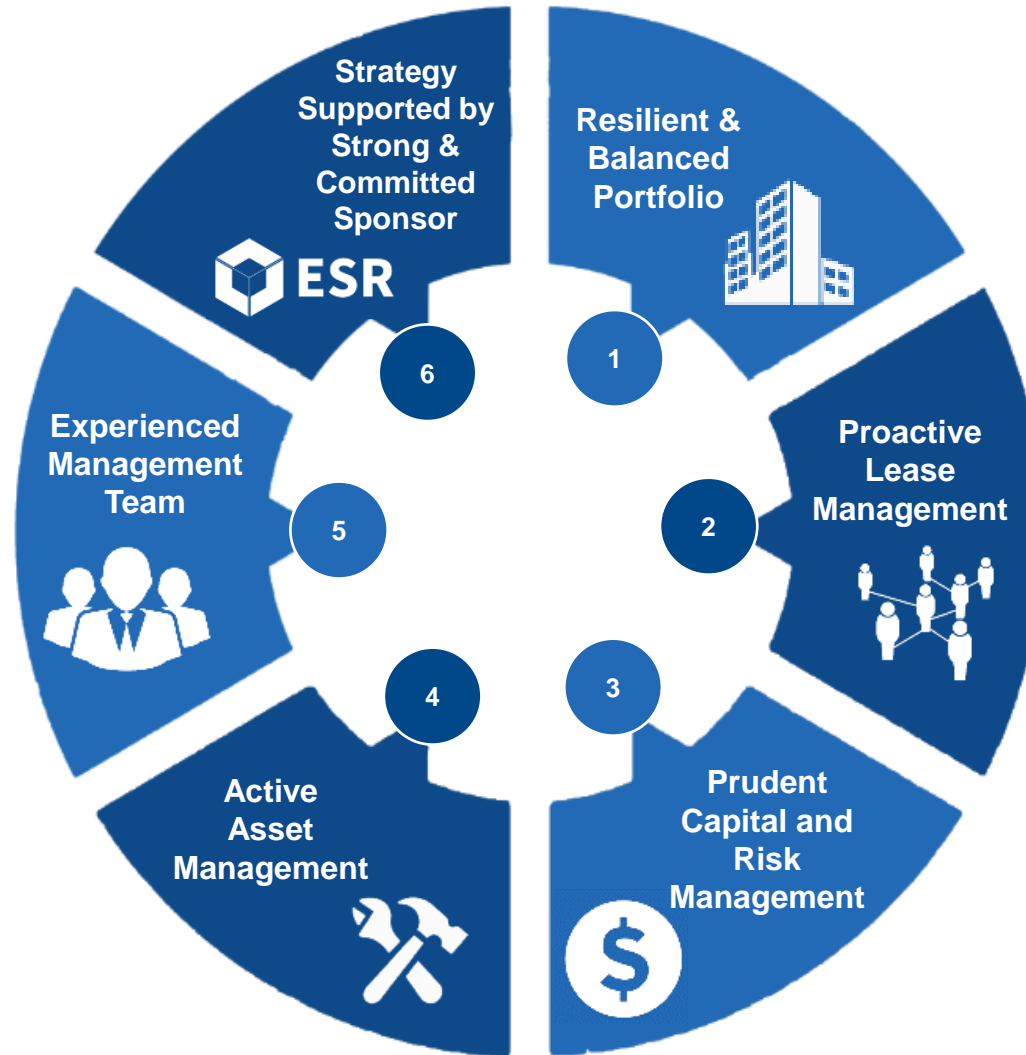 Resilient &
Balanced
Portfolio
1
Proactive
Lease
Management
2
Prudent
Capital and
Risk
Management
$
3
Active
Asset
Management
4
Experienced
Management
Team
5
Strategy
Supported by
Strong &
Committed
Sponsor
ESR
6